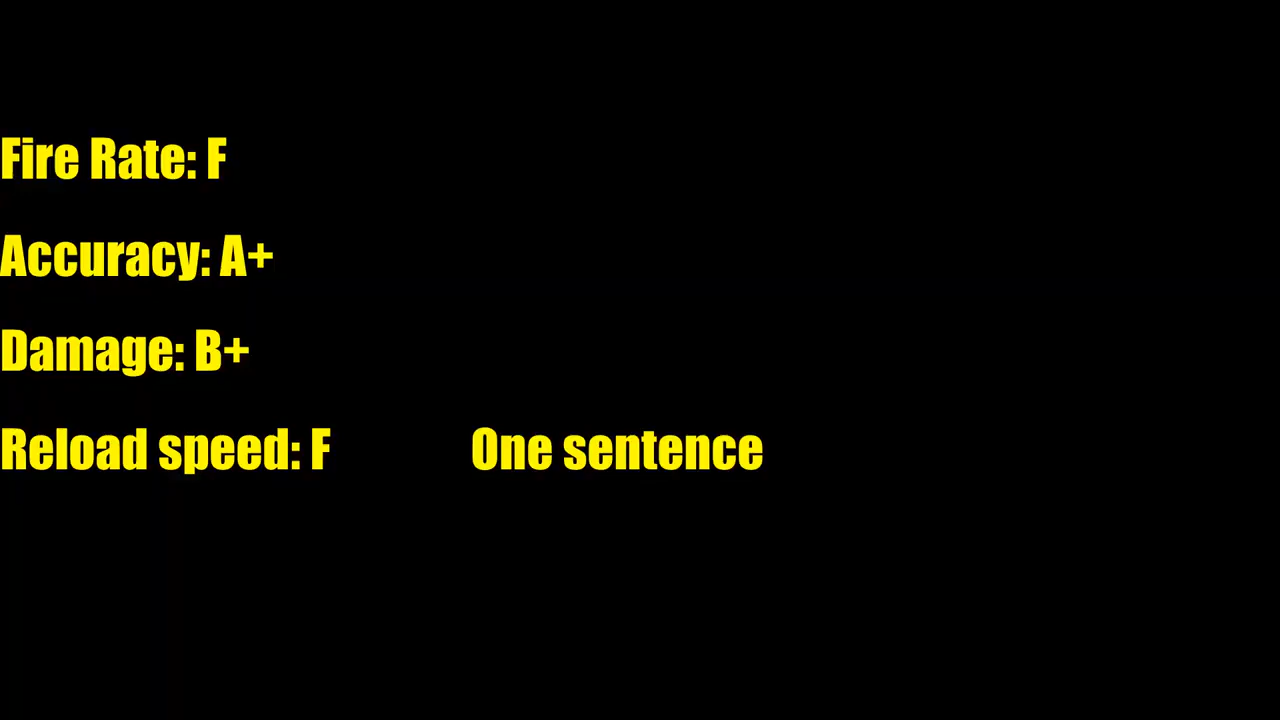 Fire Rate: F
Accuracy: A+
Damage: B+
Reload speed: F One sentence